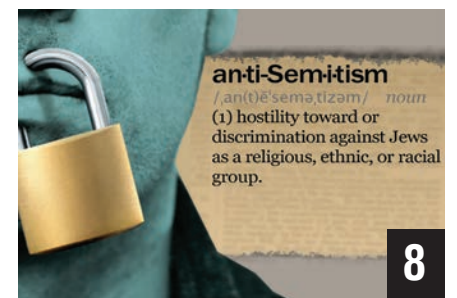 an·ti-Sem·i·tism
/ˌan(t)ēˈseməˌtizəm/ noun
(1) hostility toward or
discrimination against Jews
as a religious, ethnic, or racial
group.
8